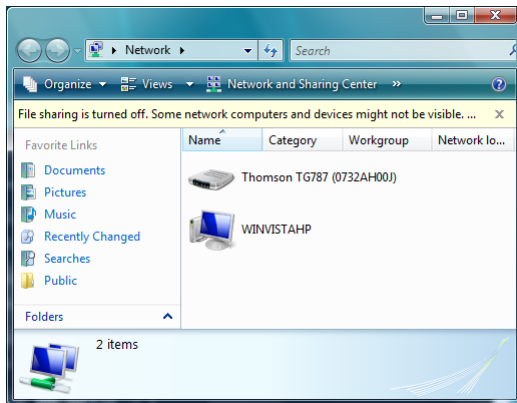 Network
Search
Organize Views Network and Sharing Center »
File sharing is turned off. Some network computers and devices might not be visible. ... x
Favorite Links
Name Category Workgroup Network lo...
Documents
Pictures
Music
Recently Changed
Searches
Public
Thomson TG787 (0732AH00J)
WINVISTAHP
Folders
2 items